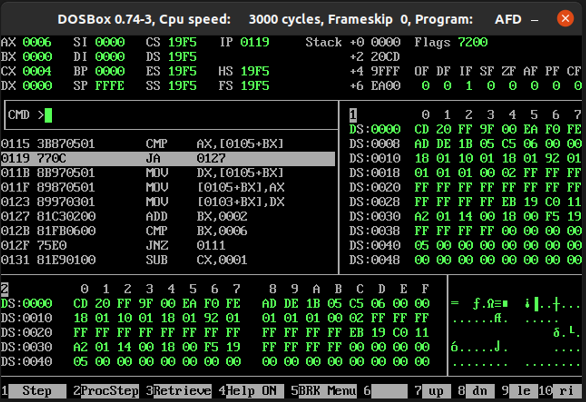 DOSBox 0.74-3, Cpu speed: 3000 cycles, Frameskip 0, Program: AFD
AX 0006 SI 0000 CS 19F5 IP 0119 Stack +0 0000 Flags 7200
BX 0000 DI 0000 DS 19F5 +2 20CD
CX 0004 BP 0000 ES 19F5 HS 19F5 +4 9FFF OF DF IF SF ZF AF PF CF
DX 0000 SP FFFE SS 19F5 FS 19F5 +6 EA00 0 0 1 0 0 0 0 0
CMD >
1 0 1 2 3 4 5 6 7
DS:0000 CD 20 FF 9F 00 EA F0 FE
DS:0008 AD DE 1B 05 C5 06 00 00
DS:0010 18 01 10 01 18 01 92 01
DS:0018 01 01 01 00 02 FF FF FF
DS:0020 FF FF FF FF FF FF FF FF
DS:0028 FF FF FF FF EB 19 C0 11
DS:0030 A2 01 14 00 18 00 F5 19
DS:0038 FF FF FF FF 00 00 00 00
DS:0040 05 00 00 00 00 00 00 00
DS:0048 00 00 00 00 00 00 00 00
0115 3B870501 CMP AX,[0105+BX]
0119 770C JA 0127
011B 8B970501 MOV DX,[0105+BX]
011F 89870501 MOV [0105+BX],AX
0123 89970301 MOV [0103+BX],DX
0127 81C30200 ADD BX,0002
012B 81FB0600 CMP BX,0006
012F 75E0 JNZ 0111
0131 81E90100 SUB CX,0001
2 0 1 2 3 4 5 6 7 8 9 A B C D E F
DS:0000 CD 20 FF 9F 00 EA F0 FE AD DE 1B 05 C5 06 00 00
DS:0010 18 01 10 01 18 01 92 01 01 01 01 00 02 FF FF FF
DS:0020 FF FF FF FF FF FF FF FF FF FF FF FF EB 19 C0 11
DS:0030 A2 01 14 00 18 00 F5 19 FF FF FF FF 00 00 00 00
DS:0040 05 00 00 00 00 00 00 00 00 00 00 00 00 00 00 00
1 Step 2 ProcStep 3 Retrieve 4 Help ON 5 BRK Menu 6 7 up 8 dn 9 le 10 ri